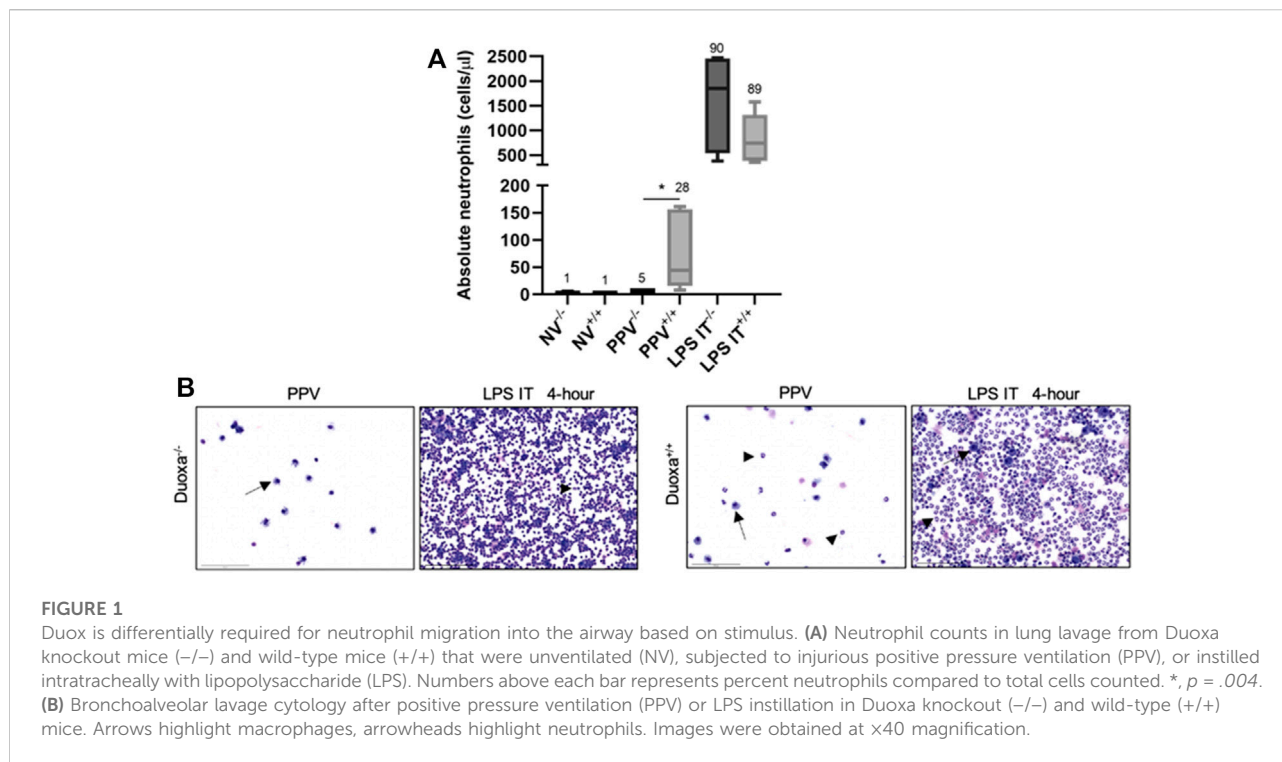 A
Absolute neutrophils (cells/µl)
2500
2000
1500
1000
500
200
150
100
50
0
1
1
5
* 28
90
89
NV-/-
NV+/+
PPV-/-
PPV+/+
LPS IT-/-
LPS IT+/+
B
PPV
LPS IT 4-hour
PPV
LPS IT 4-hour
Duoxa-/-
Duoxa+/+
FIGURE 1
Duox is differentially required for neutrophil migration into the airway based on stimulus. (A) Neutrophil counts in lung lavage from Duoxa
knockout mice (−/−) and wild-type mice (+/+) that were unventilated (NV), subjected to injurious positive pressure ventilation (PPV), or instilled
intratracheally with lipopolysaccharide (LPS). Numbers above each bar represents percent neutrophils compared to total cells counted. *, p = .004.
(B) Bronchoalveolar lavage cytology after positive pressure ventilation (PPV) or LPS instillation in Duoxa knockout (−/−) and wild-type (+/+)
mice. Arrows highlight macrophages, arrowheads highlight neutrophils. Images were obtained at ×40 magnification.